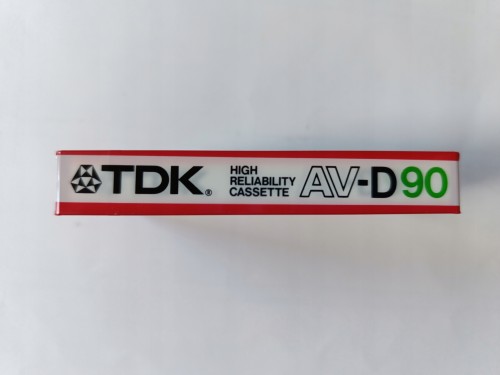 TDK®
HIGH
RELIABILITY
CASSETTE
AV-D90